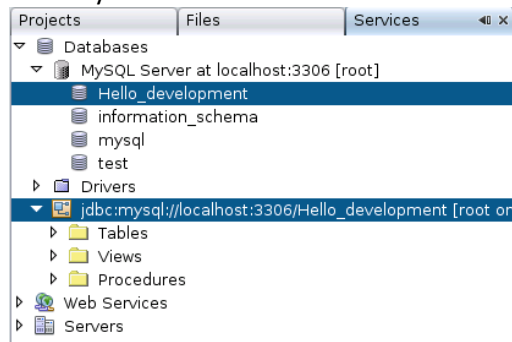 Projects Files Services
Databases
MySQL Server at localhost:3306 [root]
Hello_development
information_schema
mysql
test
Drivers
jdbc:mysql://localhost:3306/Hello_development [root on
Tables
Views
Procedures
Web Services
Servers